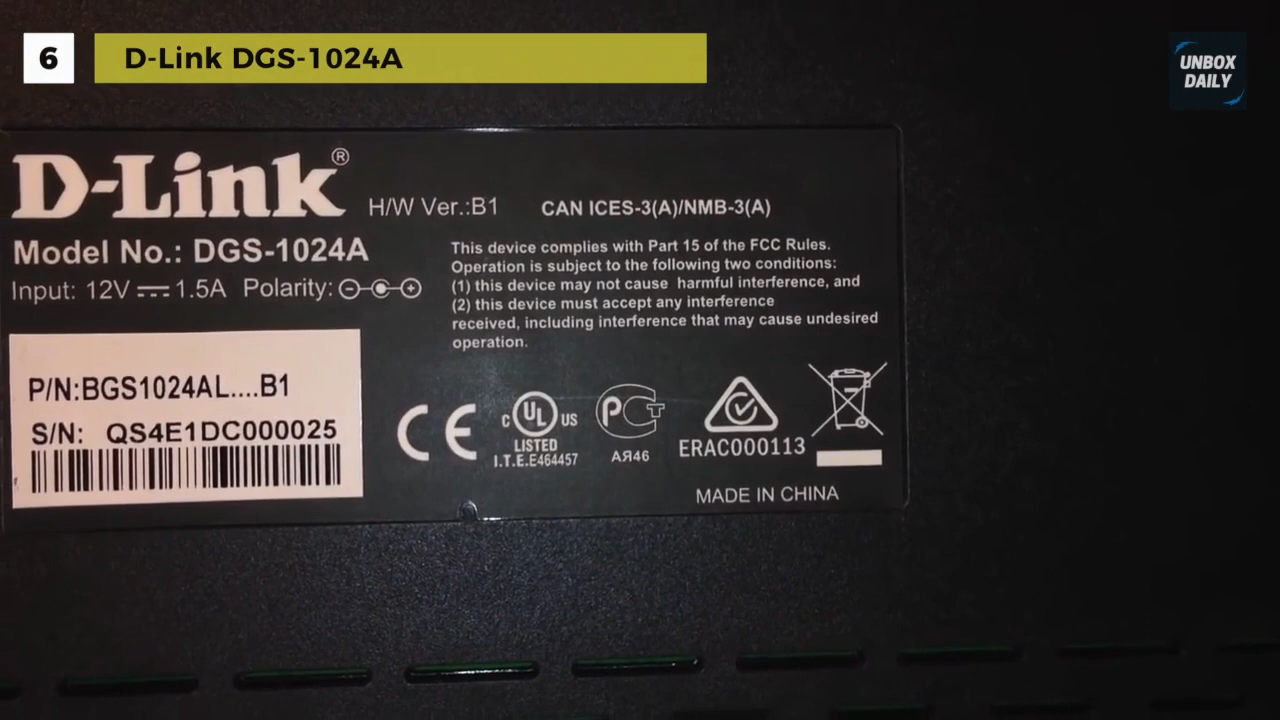 6
D-Link DGS-1024A
UNBOX
DAILY
D-Link®
H/W Ver.:B1
CAN ICES-3(A)/NMB-3(A)
Model No.: DGS-1024A
Input: 12V⎓1.5A Polarity:
This device complies with Part 15 of the FCC Rules.
Operation is subject to the following two conditions:
(1) this device may not cause harmful interference, and
(2) this device must accept any interference
received, including interference that may cause undesired
operation.
P/N:BGS1024AL....B1
S/N: QS4E1DC000025
CE
C UL US
LISTED
I.T.E.E464457
РСТ
АЯ46
ERAC000113
MADE IN CHINA